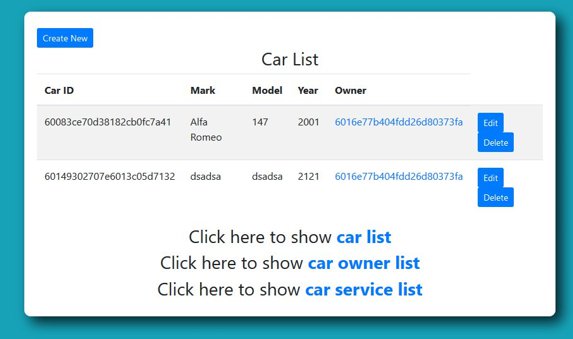 Create New
Car List
Car ID Mark Model Year Owner
60083ce70d38182cb0fc7a41 Alfa Romeo 147 2001 6016e77b404fdd26d80373fa Edit
Delete
60149302707e6013c05d7132 dsadsa dsadsa 2121 6016e77b404fdd26d80373fa Edit
Delete
Click here to show car list
Click here to show car owner list
Click here to show car service list